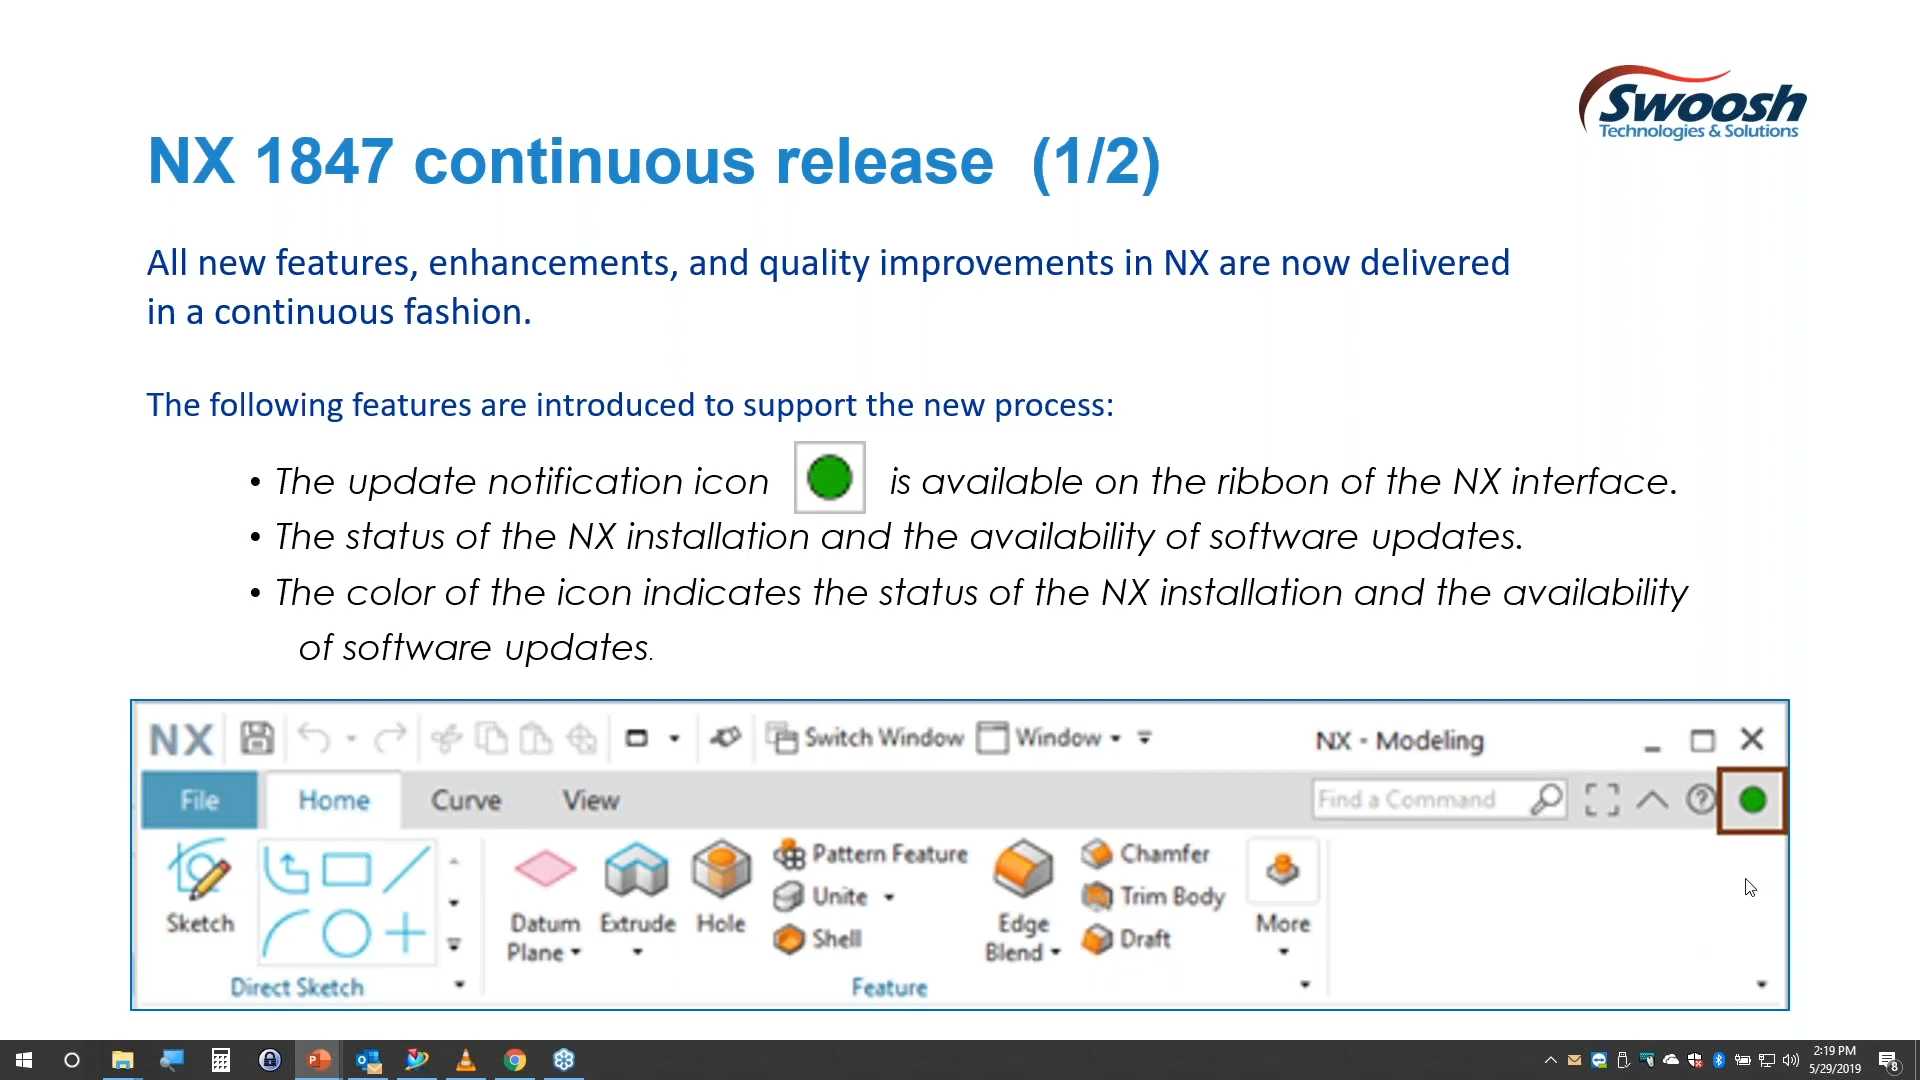 Swoosh
Technologies & Solutions
NX 1847 continuous release (1/2)
All new features, enhancements, and quality improvements in NX are now delivered
in a continuous fashion.
The following features are introduced to support the new process:
• The update notification icon is available on the ribbon of the NX interface.
• The status of the NX installation and the availability of software updates.
• The color of the icon indicates the status of the NX installation and the availability
of software updates.
NX Switch Window Window NX - Modeling
File Home Curve View Find a Command
Pattern Feature Chamfer
Unite Trim Body
Sketch Datum Extrude Hole Edge More
Plane Shell Blend Draft
Direct Sketch Feature
2:19 PM
5/29/2019
8